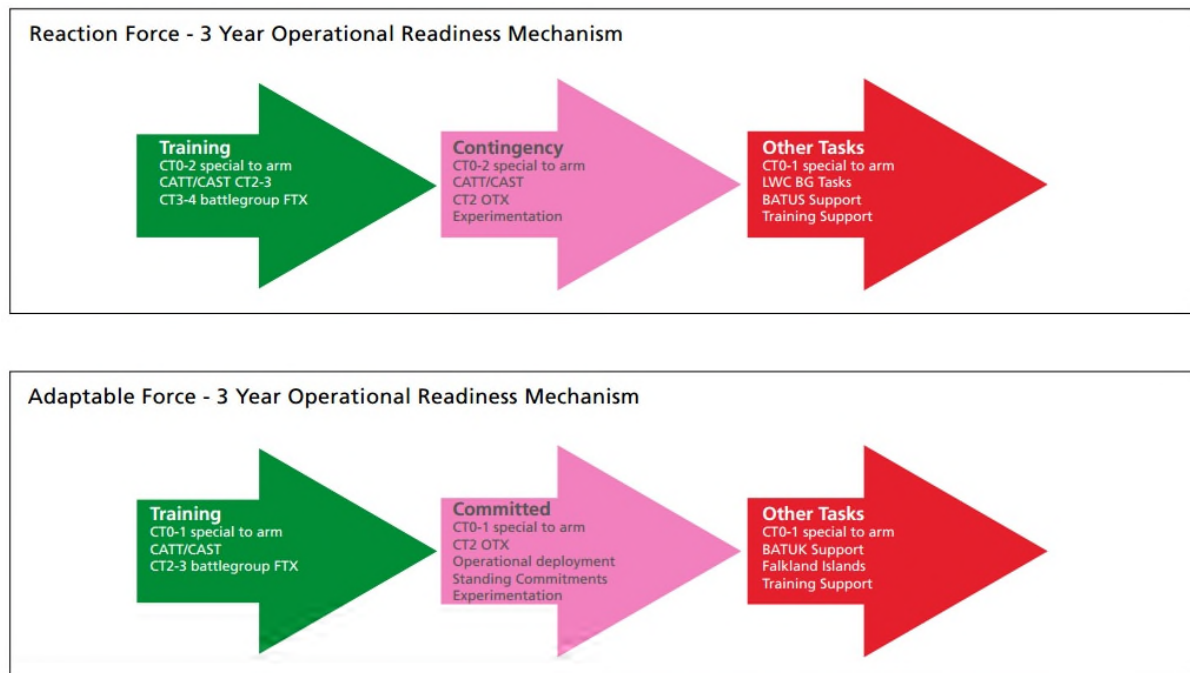 Reaction Force - 3 Year Operational Readiness Mechanism
Training
CT0-2 special to arm
CATT/CAST CT2-3
CT3-4 battlegroup FTX
Contingency
CT0-2 special to arm
CATT/CAST
CT2 OTX
Experimentation
Other Tasks
CT0-1 special to arm
LWC BG Tasks
BATUS Support
Training Support
Adaptable Force - 3 Year Operational Readiness Mechanism
Training
CT0-1 special to arm
CATT/CAST
CT2-3 battlegroup FTX
Committed
CT0-1 special to arm
CT2 OTX
Operational deployment
Standing Commitments
Experimentation
Other Tasks
CT0-1 special to arm
BATUK Support
Falkland Islands
Training Support